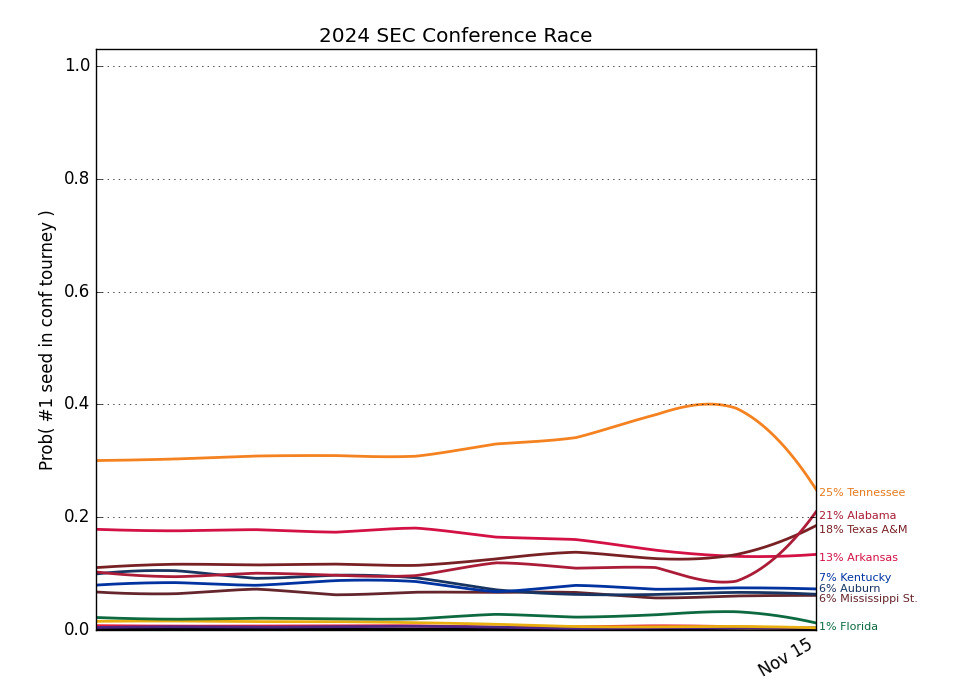 2024 SEC Conference Race
Prob( #1 seed in conf tourney )
1.0
0.8
0.6
0.4
0.2
0.0
25% Tennessee
21% Alabama
18% Texas A&M
13% Arkansas
7% Kentucky
6% Auburn
6% Mississippi St.
1% Florida
Nov 15